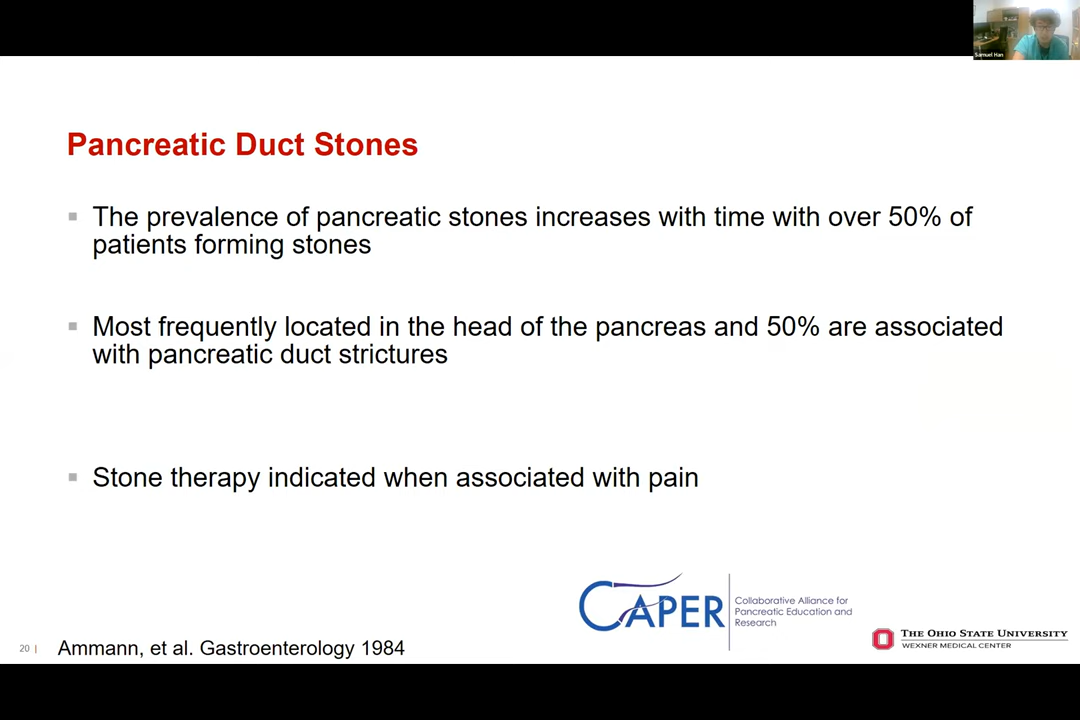 Samuel Han
Pancreatic Duct Stones
The prevalence of pancreatic stones increases with time with over 50% of
patients forming stones
Most frequently located in the head of the pancreas and 50% are associated
with pancreatic duct strictures
Stone therapy indicated when associated with pain
CAPER
Collaborative Alliance for
Pancreatic Education and
Research
THE OHIO STATE UNIVERSITY
WEXNER MEDICAL CENTER
20 |
Ammann, et al. Gastroenterology 1984